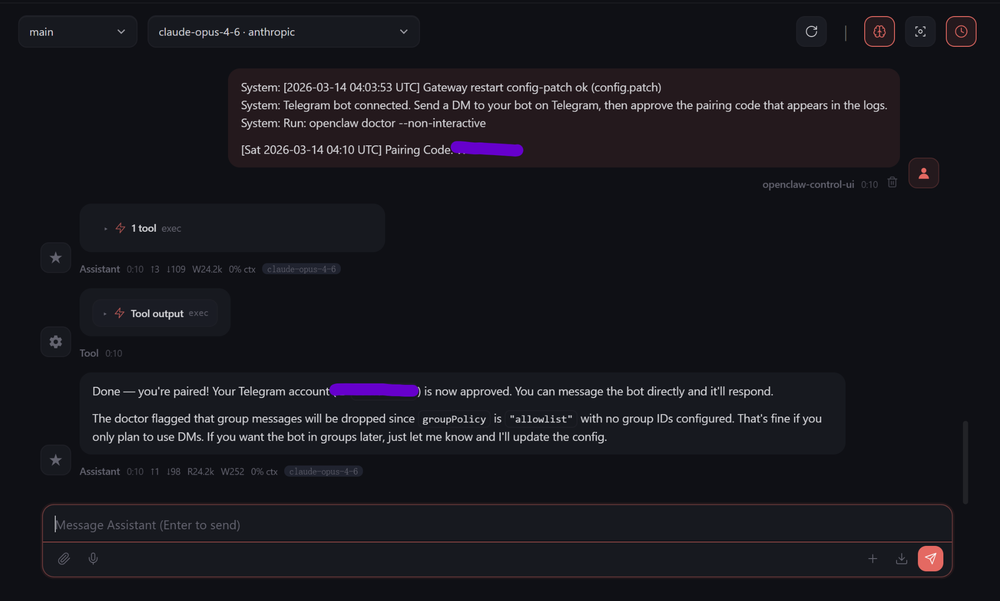 main
claude-opus-4-6 · anthropic
System: [2026-03-14 04:03:53 UTC] Gateway restart config-patch ok (config.patch)
System: Telegram bot connected. Send a DM to your bot on Telegram, then approve the pairing code that appears in the logs.
System: Run: openclaw doctor --non-interactive
[Sat 2026-03-14 04:10 UTC] Pairing Code:
openclaw-control-ui 0:10
1 tool exec
Assistant 0:10 ↑3 ↓109 W24.2k 0% ctx claude-opus-4-6
Tool output exec
Tool 0:10
Done — you're paired! Your Telegram account ( ) is now approved. You can message the bot directly and it'll respond.
The doctor flagged that group messages will be dropped since groupPolicy is "allowlist" with no group IDs configured. That's fine if you
only plan to use DMs. If you want the bot in groups later, just let me know and I'll update the config.
Assistant 0:10 ↑1 ↓98 R24.2k W252 0% ctx claude-opus-4-6
Message Assistant (Enter to send)